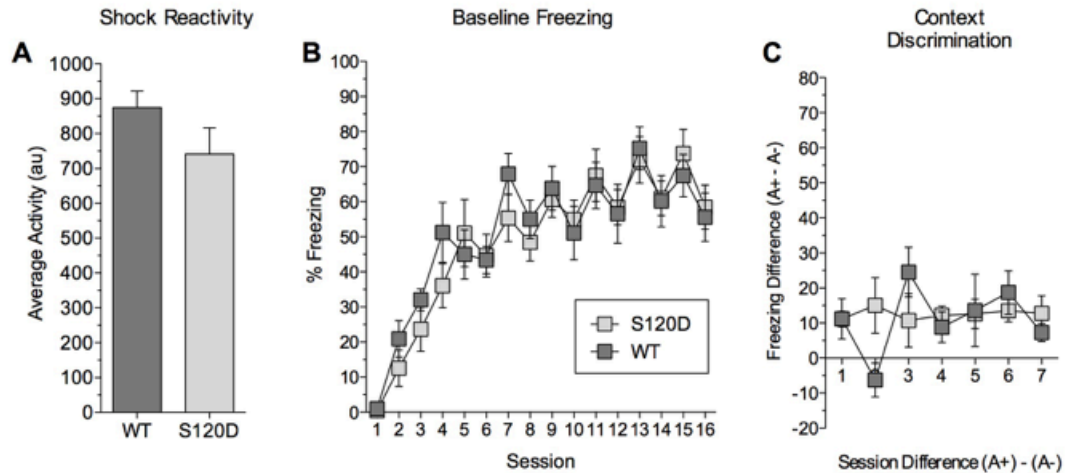 Shock Reactivity
A
Average Activity (au)
1000
900
800
700
600
500
400
300
200
100
0
WT S120D
Baseline Freezing
B
% Freezing
100
90
80
70
60
50
40
30
20
10
0
S120D
WT
1 2 3 4 5 6 7 8 9 10 11 12 13 14 15 16
Session
Context
Discrimination
C
Freezing Difference (A+ - A-)
80
70
60
50
40
30
20
10
0
-10
-20
1 3 4 5 6 7
Session Difference (A+) - (A-)